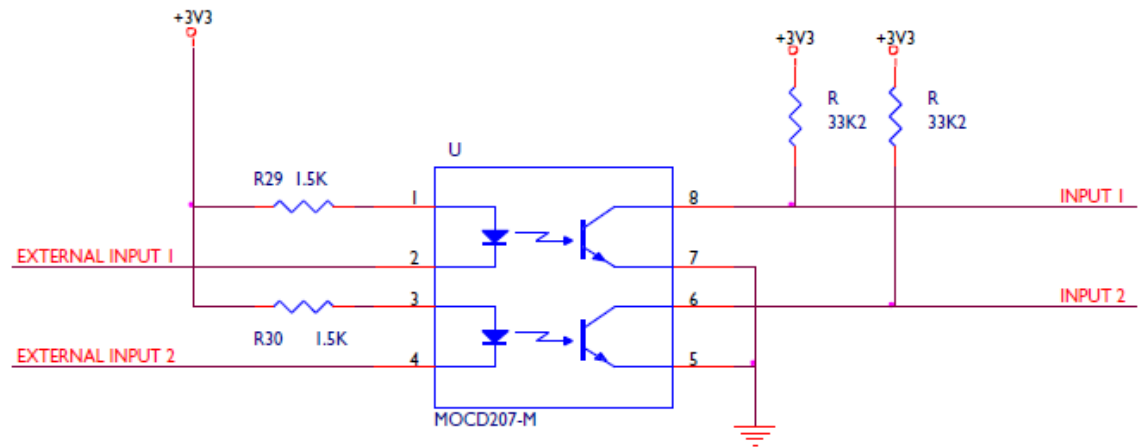 +3V3
+3V3 +3V3
R R
33K2 33K2
U
R29 1.5K
1 8
INPUT 1
EXTERNAL INPUT 1
2 7
3 6
INPUT 2
R30 1.5K
EXTERNAL INPUT 2
4 5
MOCD207-M